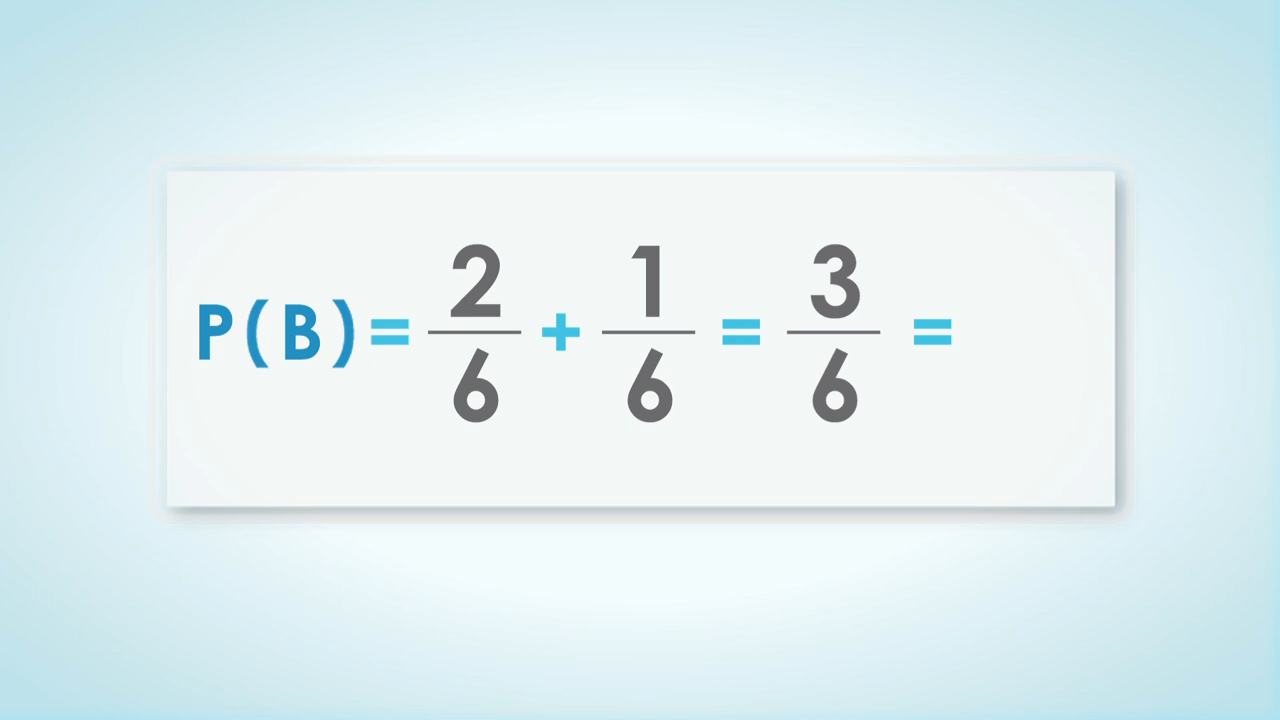 P(B) = 2/6 + 1/6 = 3/6 =